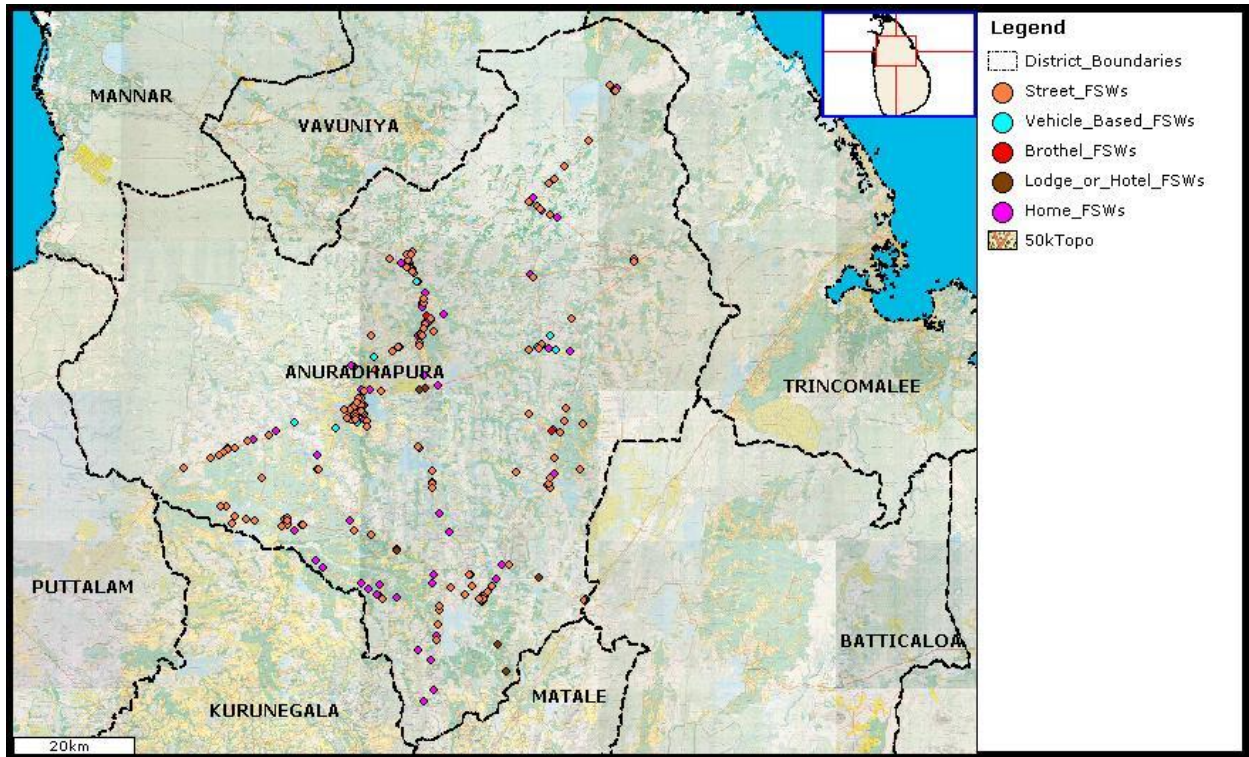 Legend
District_Boundaries
Street_FSWs
Vehicle_Based_FSWs
Brothel_FSWs
Lodge_or_Hotel_FSWs
Home_FSWs
50kTopo
MANNAR
VAVUNIYA
ANURADHAPURA
TRINCOMALEE
PUTTALAM
BATTICALOA
MATALE
KURUNEGALA
20km